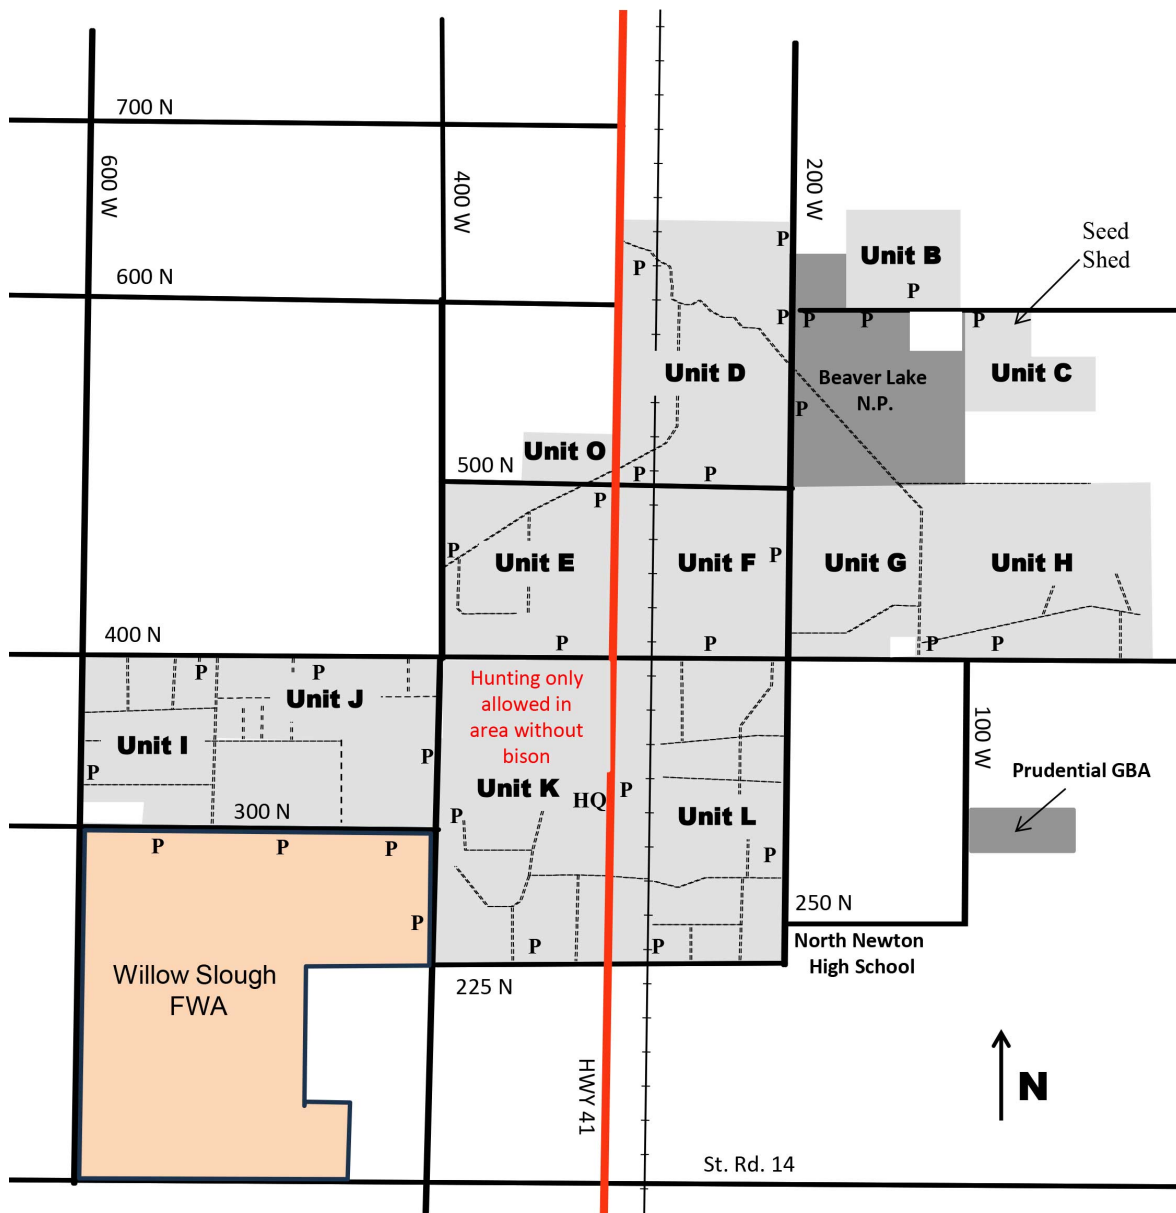 700 N
600 W
400 W
200 W
Unit B
Seed
Shed
P
P
P
600 N
P
P
P
P
P
Unit D
Beaver Lake
N.P.
Unit C
P
Unit O
500 N
P
P
P
P
Unit E
Unit F
P
Unit G
Unit H
400 N
P
P
P
P
P
P
Hunting only
allowed in
area without
bison
Unit J
100 W
Unit I
P
P
Prudential GBA
Unit K
HQ
P
300 N
P
Unit L
P
P
P
P
250 N
P
North Newton
High School
P
P
Willow Slough
FWA
225 N
HWY 41
N
St. Rd. 14